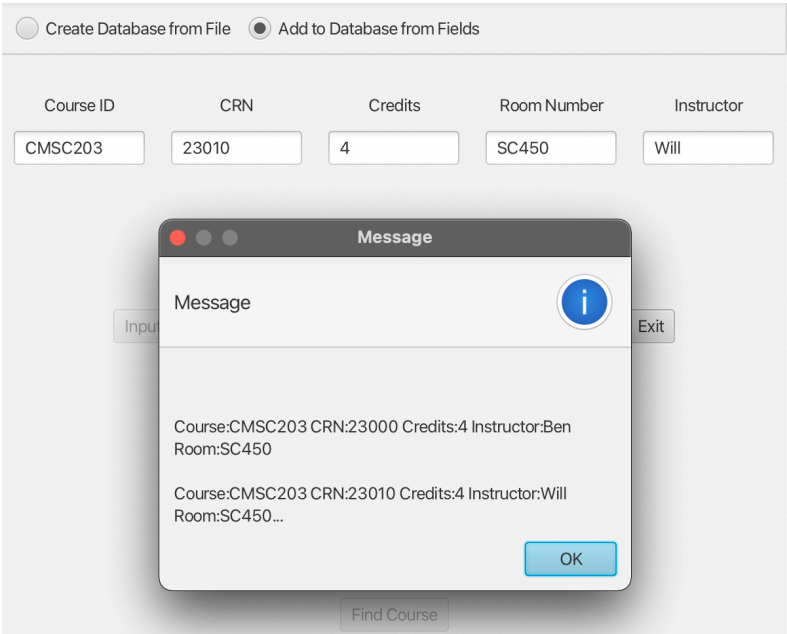 Create Database from File Add to Database from Fields
Course ID CRN Credits Room Number Instructor
CMSC203 23010 4 SC450 Will
Message
Message
Input Exit
Course:CMSC203 CRN:23000 Credits:4 Instructor:Ben
Room:SC450
Course:CMSC203 CRN:23010 Credits:4 Instructor:Will
Room:SC450...
OK
Find Course